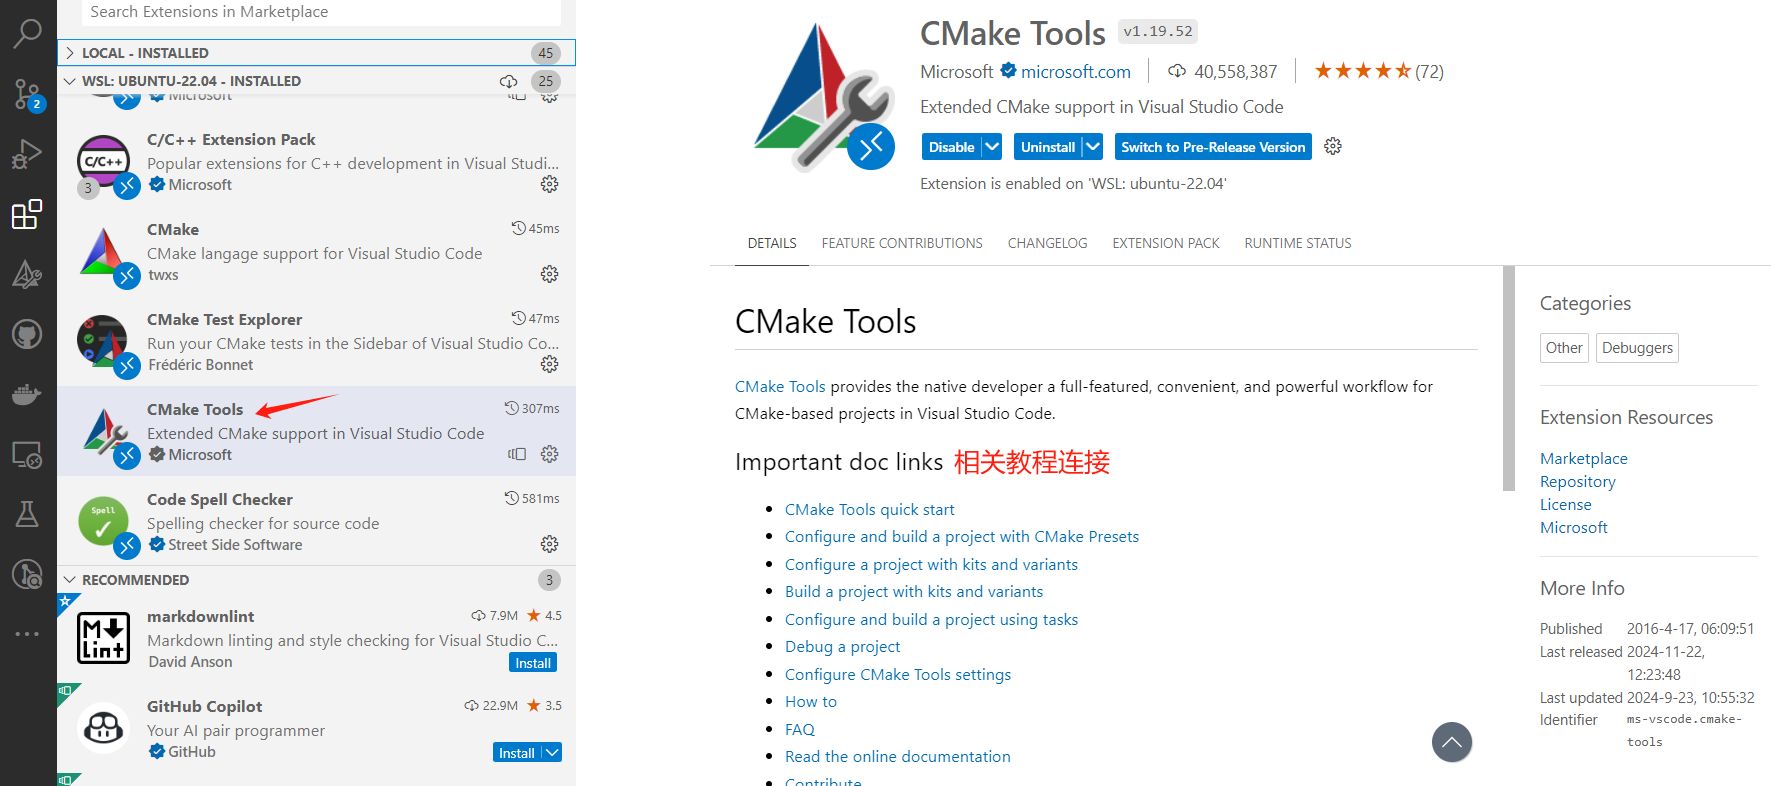 Search Extensions in Marketplace
LOCAL - INSTALLED 45
WSL: UBUNTU-22.04 - INSTALLED 25
Microsoft
C/C++
3
C/C++ Extension Pack
Popular extensions for C++ development in Visual Studi...
Microsoft
CMake 45ms
CMake langage support for Visual Studio Code
twxs
CMake Test Explorer 47ms
Run your CMake tests in the Sidebar of Visual Studio Co...
Frédéric Bonnet
CMake Tools 307ms
Extended CMake support in Visual Studio Code
Microsoft
Spell
Code Spell Checker 581ms
Spelling checker for source code
Street Side Software
RECOMMENDED 3
M
Lint
markdownlint 7.9M 4.5
Markdown linting and style checking for Visual Studio C...
David Anson Install
GitHub Copilot 22.9M 3.5
Your AI pair programmer
GitHub Install
2
CMake Tools v1.19.52
Microsoft microsoft.com 40,558,387 (72)
Extended CMake support in Visual Studio Code
Disable Uninstall Switch to Pre-Release Version
Extension is enabled on 'WSL: ubuntu-22.04'
DETAILS FEATURE CONTRIBUTIONS CHANGELOG EXTENSION PACK RUNTIME STATUS
CMake Tools
CMake Tools provides the native developer a full-featured, convenient, and powerful workflow for
CMake-based projects in Visual Studio Code.
Important doc links 相关教程连接
CMake Tools quick start
Configure and build a project with CMake Presets
Configure a project with kits and variants
Build a project with kits and variants
Configure and build a project using tasks
Debug a project
Configure CMake Tools settings
How to
FAQ
Read the online documentation
Contribute
Categories
Other Debuggers
Extension Resources
Marketplace
Repository
License
Microsoft
More Info
Published 2016-4-17, 06:09:51
Last released 2024-11-22,
12:23:48
Last updated 2024-9-23, 10:55:32
Identifier ms-vscode.cmake-
tools